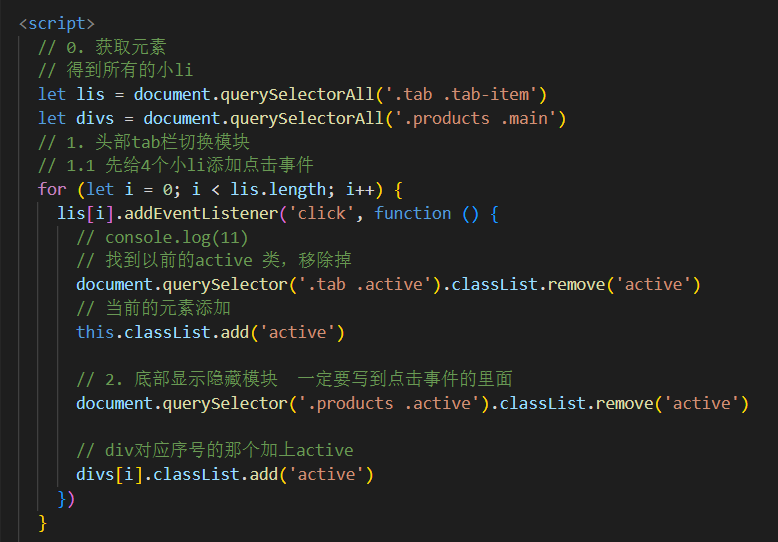 <script>
// 0. 获取元素
// 得到所有的小li
let lis = document.querySelectorAll('.tab .tab-item')
let divs = document.querySelectorAll('.products .main')
// 1. 头部tab栏切换模块
// 1.1 先给4个小li添加点击事件
for (let i = 0; i < lis.length; i++) {
lis[i].addEventListener('click', function () {
// console.log(11)
// 找到以前的active 类，移除掉
document.querySelector('.tab .active').classList.remove('active')
// 当前的元素添加
this.classList.add('active')
// 2. 底部显示隐藏模块  一定要写到点击事件的里面
document.querySelector('.products .active').classList.remove('active')
// div对应序号的那个加上active
divs[i].classList.add('active')
})
}